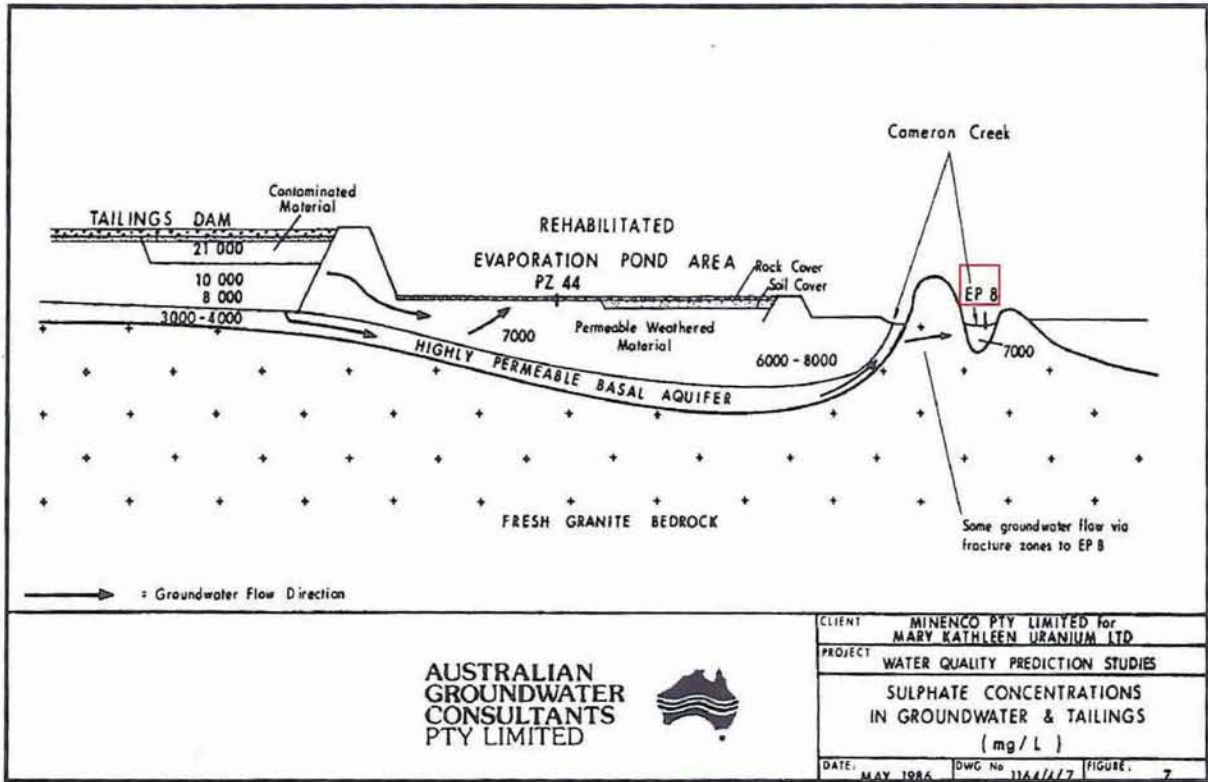 Cameron Creek
Contaminated
Material
TAILINGS DAM
21 000
10 000
8 000
3000 - 4000
REHABILITATED
EVAPORATION POND AREA
PZ 44
Rock Cover
Soil Cover
EP 8
7000
Permeable Weathered
Material
6000 - 8000
7000
HIGHLY PERMEABLE BASAL AQUIFER
FRESH GRANITE BEDROCK
Some groundwater flow via
fracture zones to EP 8
= Groundwater Flow Direction
AUSTRALIAN
GROUNDWATER
CONSULTANTS
PTY LIMITED
CLIENT MINENCO PTY LIMITED for
MARY KATHLEEN URANIUM LTD
PROJECT WATER QUALITY PREDICTION STUDIES
SULPHATE CONCENTRATIONS
IN GROUNDWATER & TAILINGS
( mg / L )
DATE: MAY 1986 DWG No FIGURE: 7